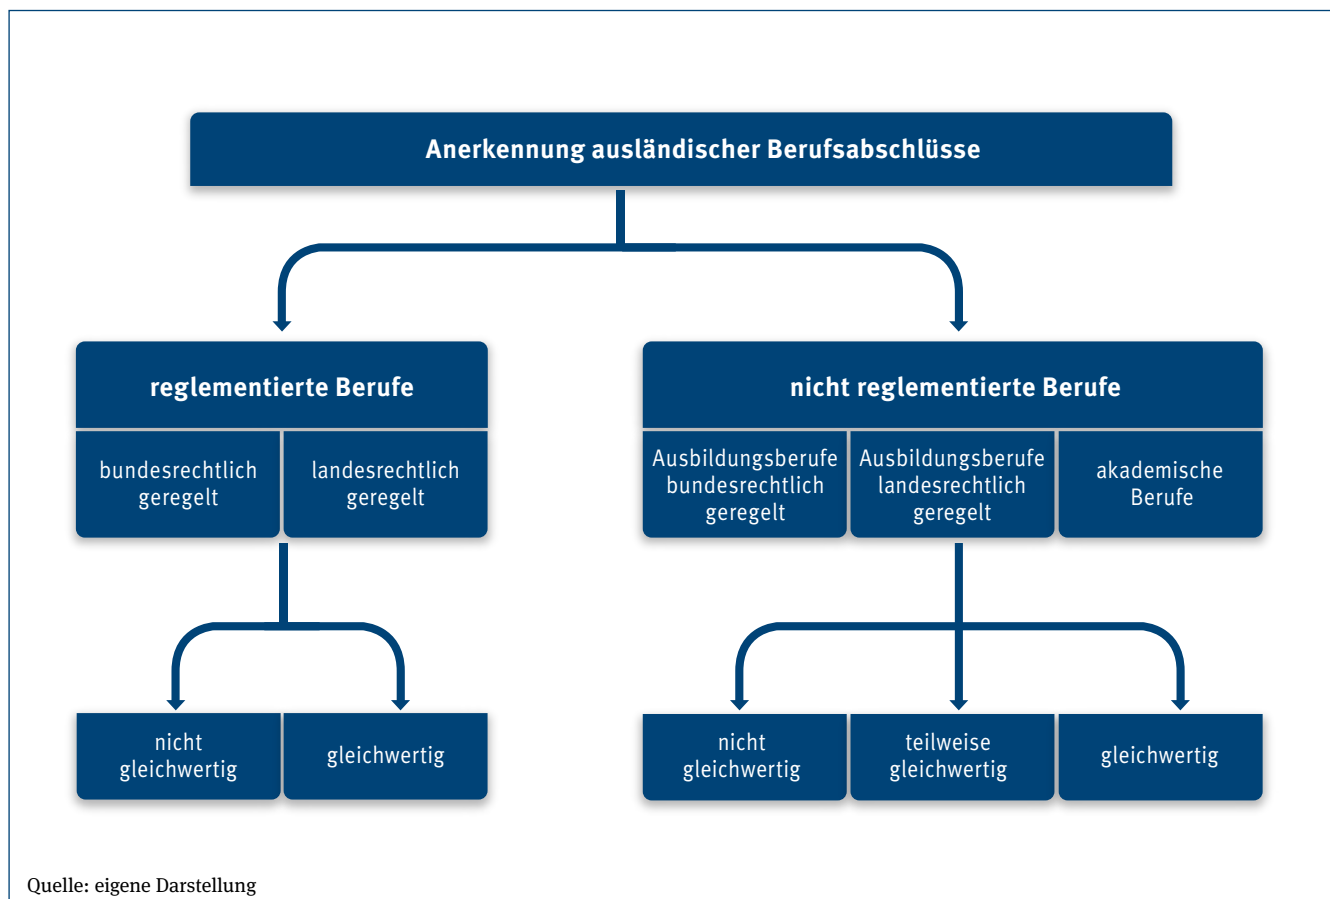 Anerkennung ausländischer Berufsabschlüsse
reglementierte Berufe
bundesrechtlich
geregelt
landesrechtlich
geregelt
nicht reglementierte Berufe
Ausbildungsberufe
bundesrechtlich
geregelt
Ausbildungsberufe
landesrechtlich
geregelt
akademische
Berufe
nicht
gleichwertig
gleichwertig
nicht
gleichwertig
teilweise
gleichwertig
gleichwertig
Quelle: eigene Darstellung